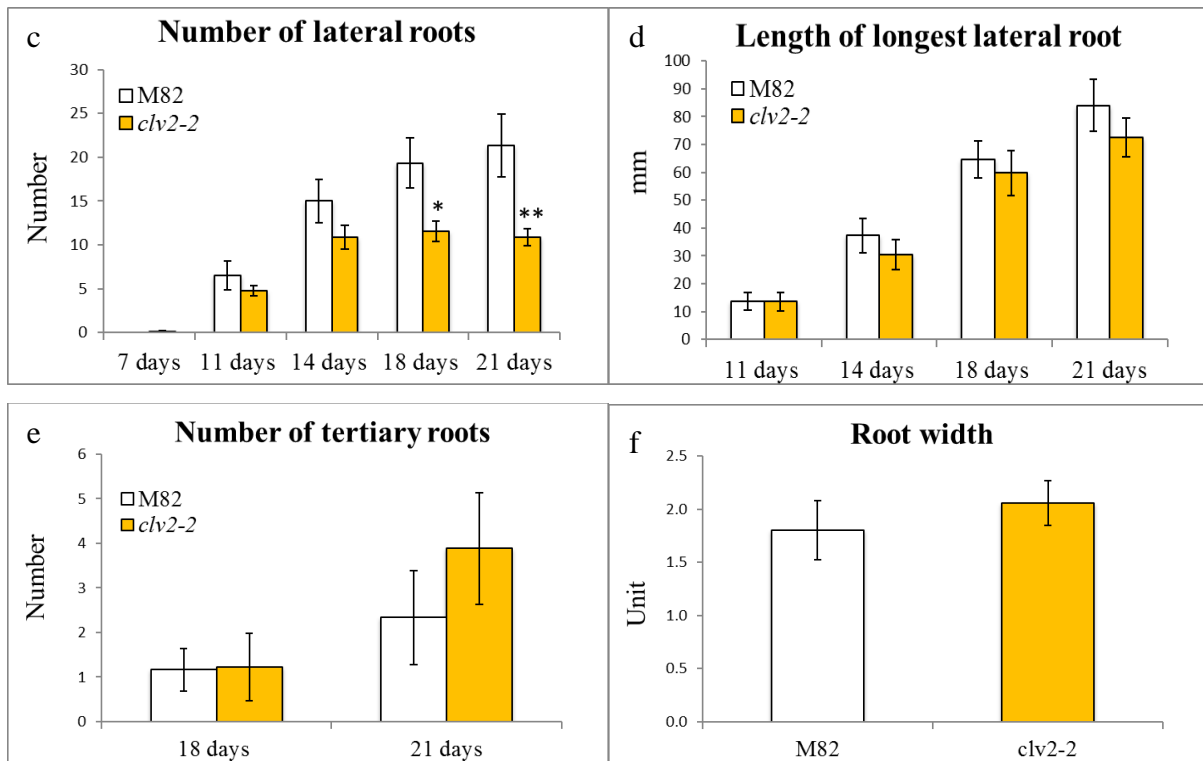 c
Number of lateral roots
30
25
20
15
10
5
0
Number
M82
clv2-2
*
**
7 days 11 days 14 days 18 days 21 days
d
Length of longest lateral root
100
90
80
70
60
50
40
30
20
10
0
mm
M82
clv2-2
11 days 14 days 18 days 21 days
e
Number of tertiary roots
6
5
4
3
2
1
0
Number
M82
clv2-2
18 days 21 days
f
Root width
2.5
2.0
1.5
1.0
0.5
0.0
Unit
M82 clv2-2